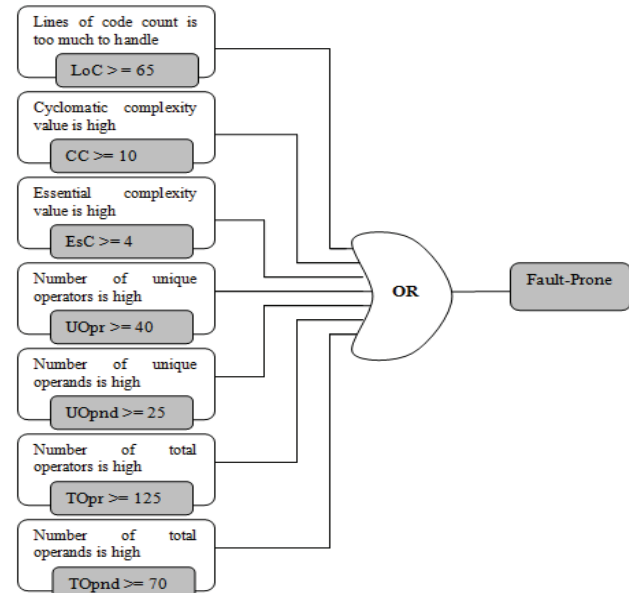 Lines of code count is
too much to handle
LoC >= 65
Cyclomatic complexity
value is high
CC >= 10
Essential complexity
value is high
EsC >= 4
Number of unique
operators is high
UOpr >= 40
Number of unique
operands is high
UOpnd >= 25
Number of total
operators is high
TOpr >= 125
Number of total
operands is high
TOpnd >= 70
OR
Fault-Prone